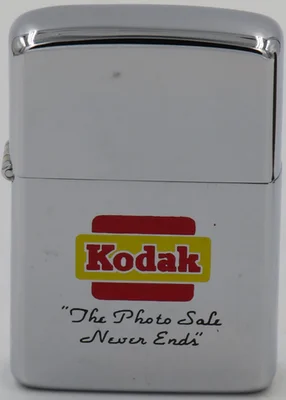 Kodak
"The Photo Sale
Never Ends"